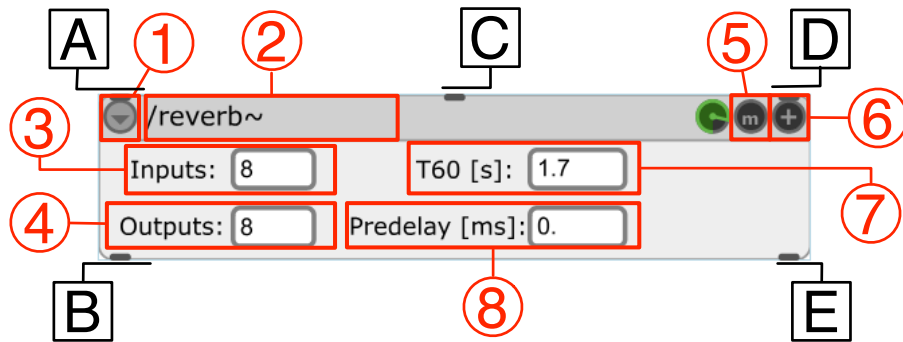 A 1 2 C 5 D
/reverb~ m +
3 Inputs: 8 T60 [s]: 1.7 6
4 Outputs: 8 Predelay [ms]: 0. 7
B 8 E